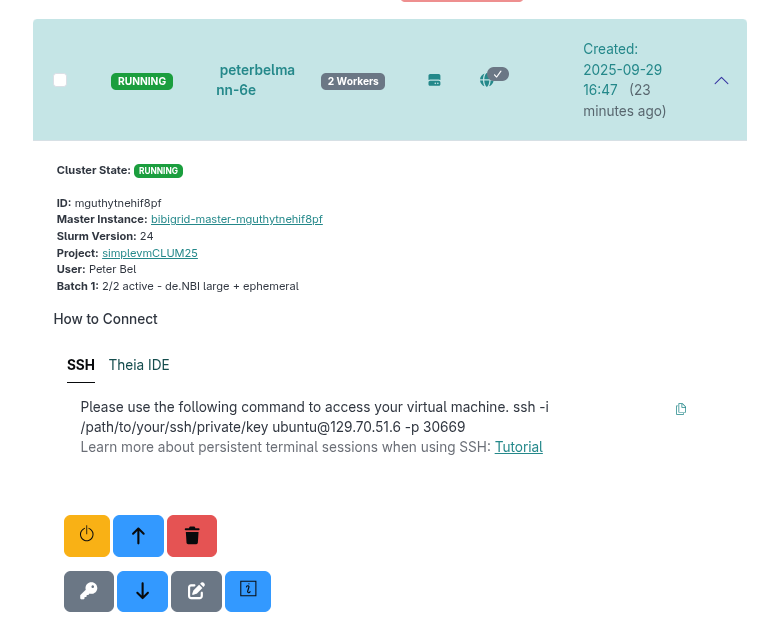 RUNNING
peterbelma
nn-6e
2 Workers
Created:
2025-09-29
16:47 (23
minutes ago)
Cluster State: RUNNING
ID: mguthytnehif8pf
Master Instance: bibigrid-master-mguthytnehif8pf
Slurm Version: 24
Project: simplevmCLUM25
User: Peter Bel
Batch 1: 2/2 active - de.NBI large + ephemeral
How to Connect
SSH Theia IDE
Please use the following command to access your virtual machine. ssh -i
/path/to/your/ssh/private/key ubuntu@129.70.51.6 -p 30669
Learn more about persistent terminal sessions when using SSH: Tutorial